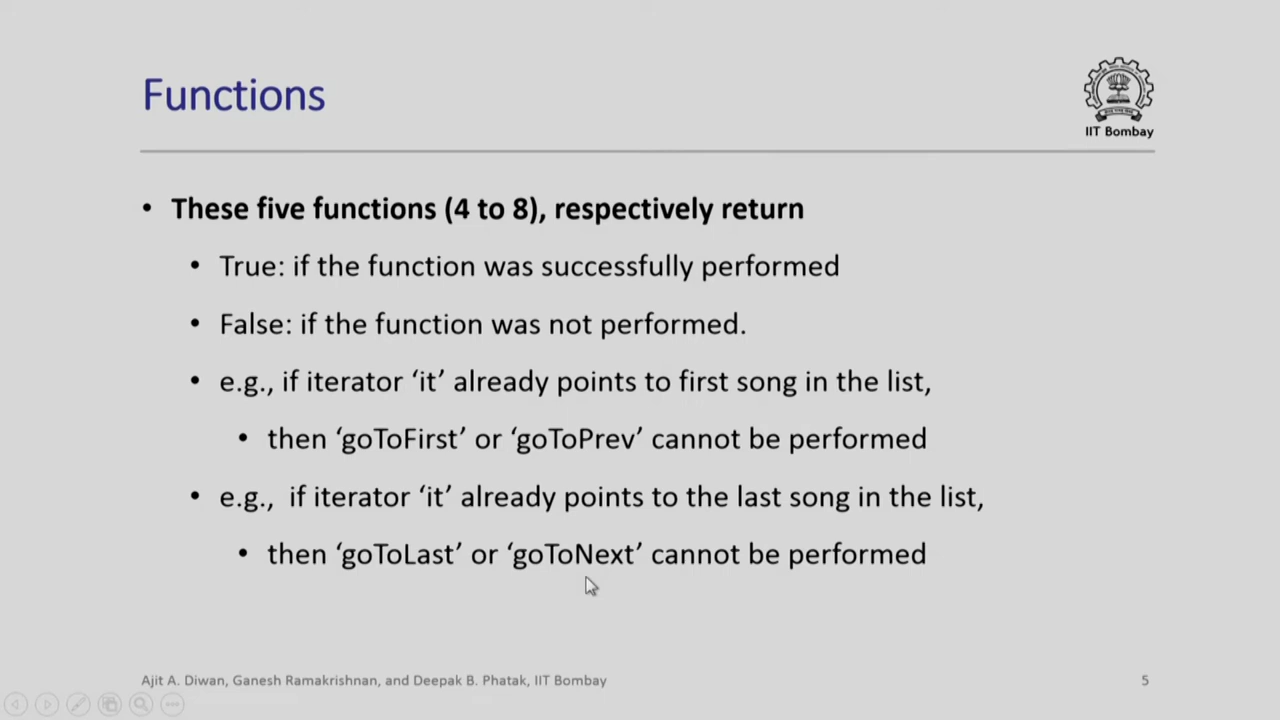 Functions
IIT Bombay
• These five functions (4 to 8), respectively return
• True: if the function was successfully performed
• False: if the function was not performed.
• e.g., if iterator ‘it’ already points to first song in the list,
• then ‘goToFirst’ or ‘goToPrev’ cannot be performed
• e.g., if iterator ‘it’ already points to the last song in the list,
• then ‘goToLast’ or ‘goToNext’ cannot be performed
Ajit A. Diwan, Ganesh Ramakrishnan, and Deepak B. Phatak, IIT Bombay
5